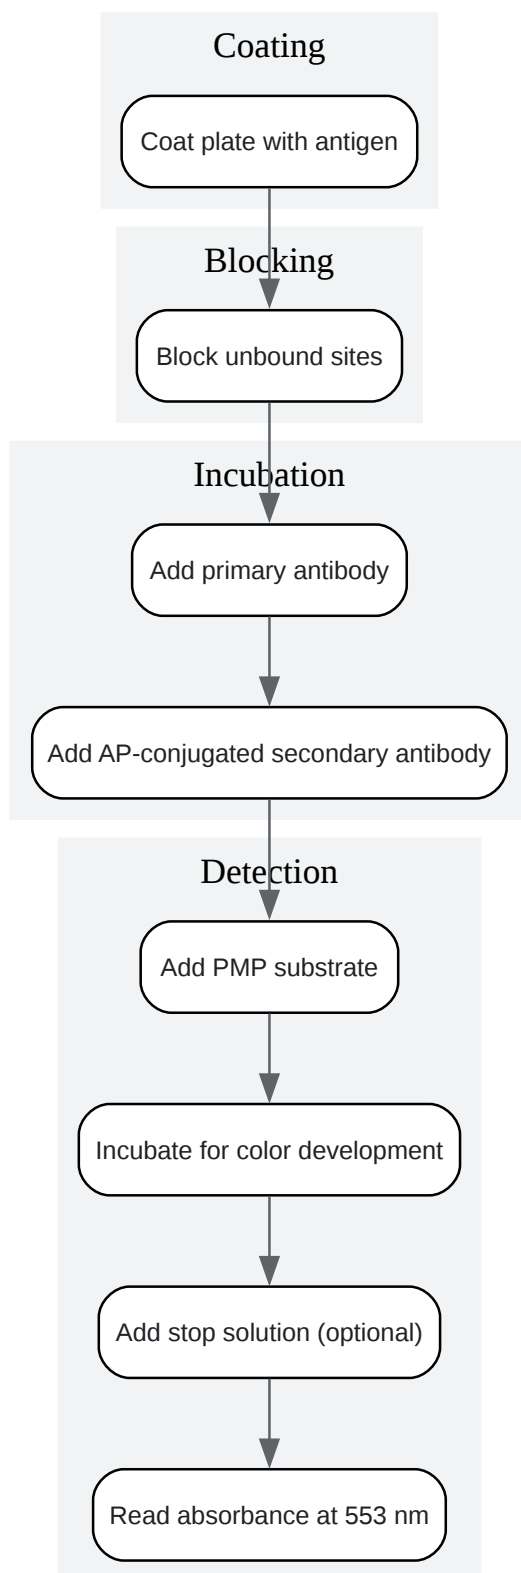 Coating
Coat plate with antigen
Blocking
Block unbound sites
Incubation
Add primary antibody
Add AP-conjugated secondary antibody
Detection
Add PMP substrate
Incubate for color development
Add stop solution (optional)
Read absorbance at 553 nm